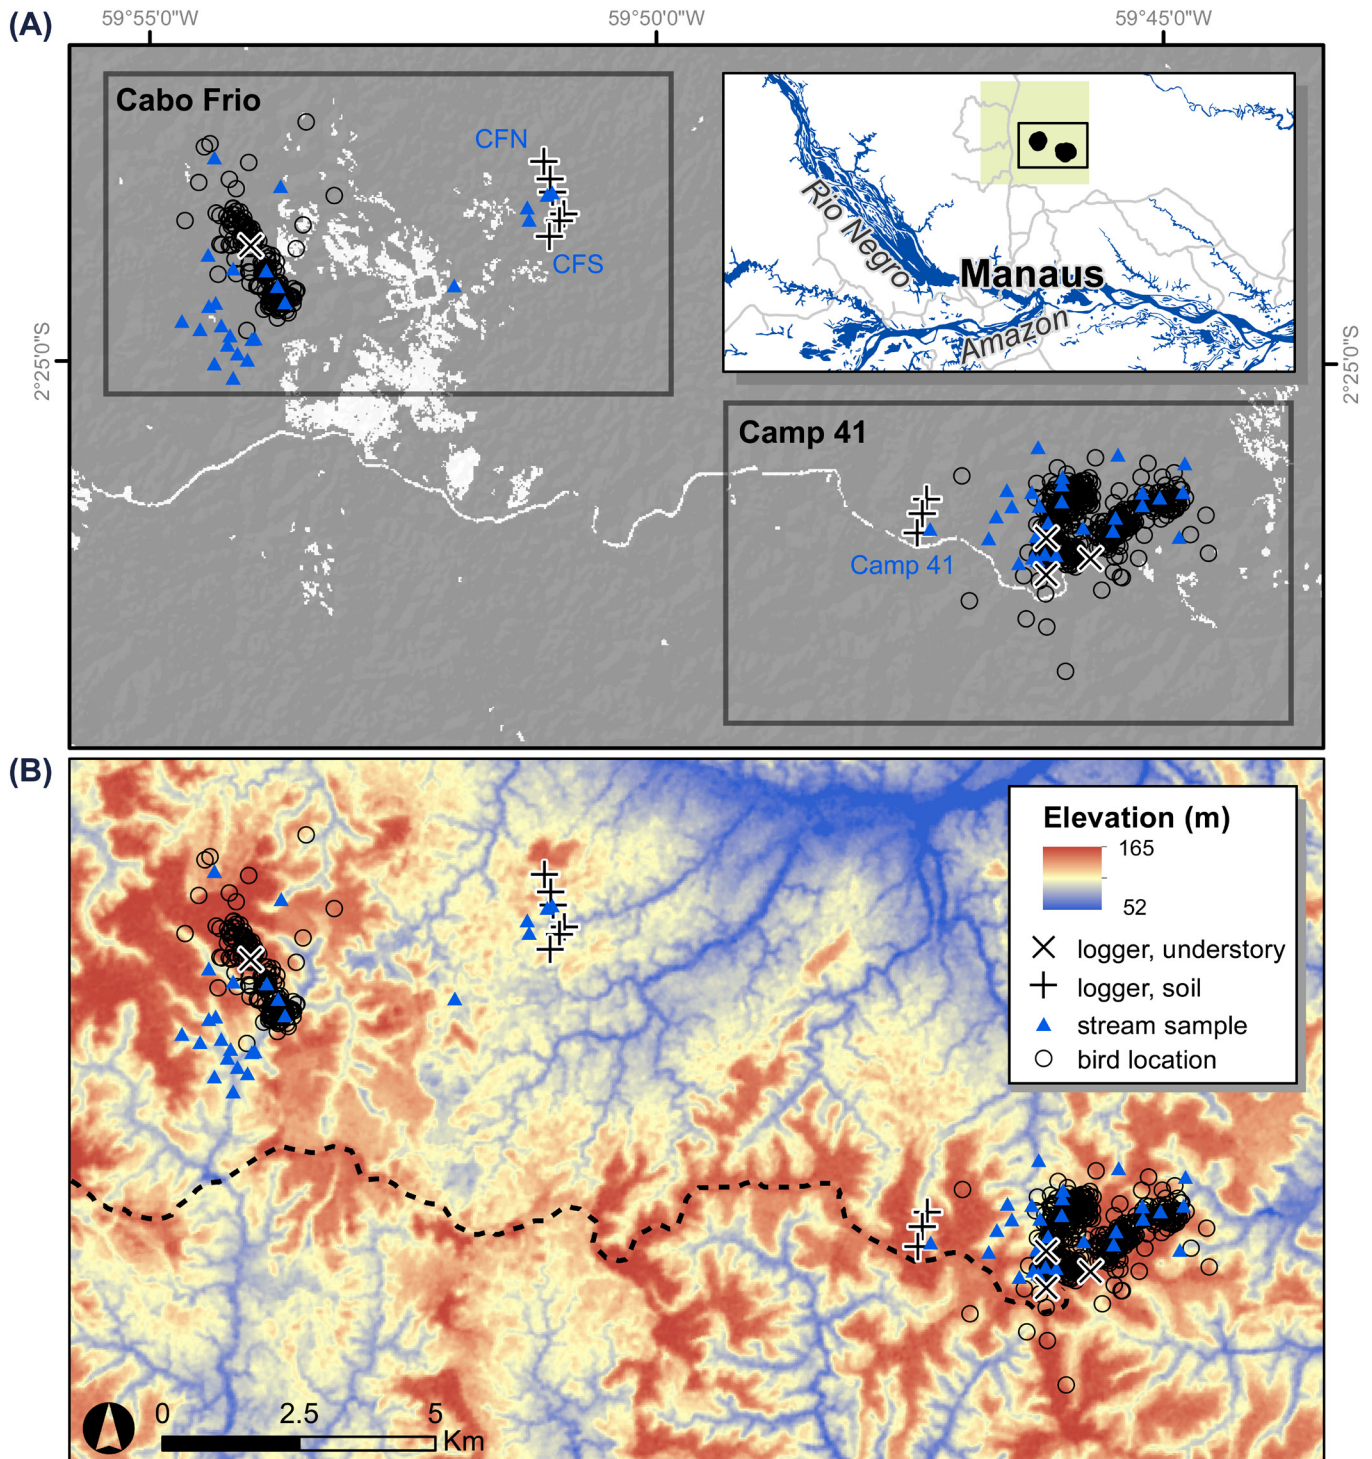 (A)
59°55'0"W
59°50'0"W
59°45'0"W
Cabo Frio
CFN
CFS
Rio Negro
Manaus
Amazon
2°25'0"S
2°25'0"S
Camp 41
Camp 41
(B)
Elevation (m)
165
52
logger, understory
logger, soil
stream sample
bird location
0 2.5 5
Km